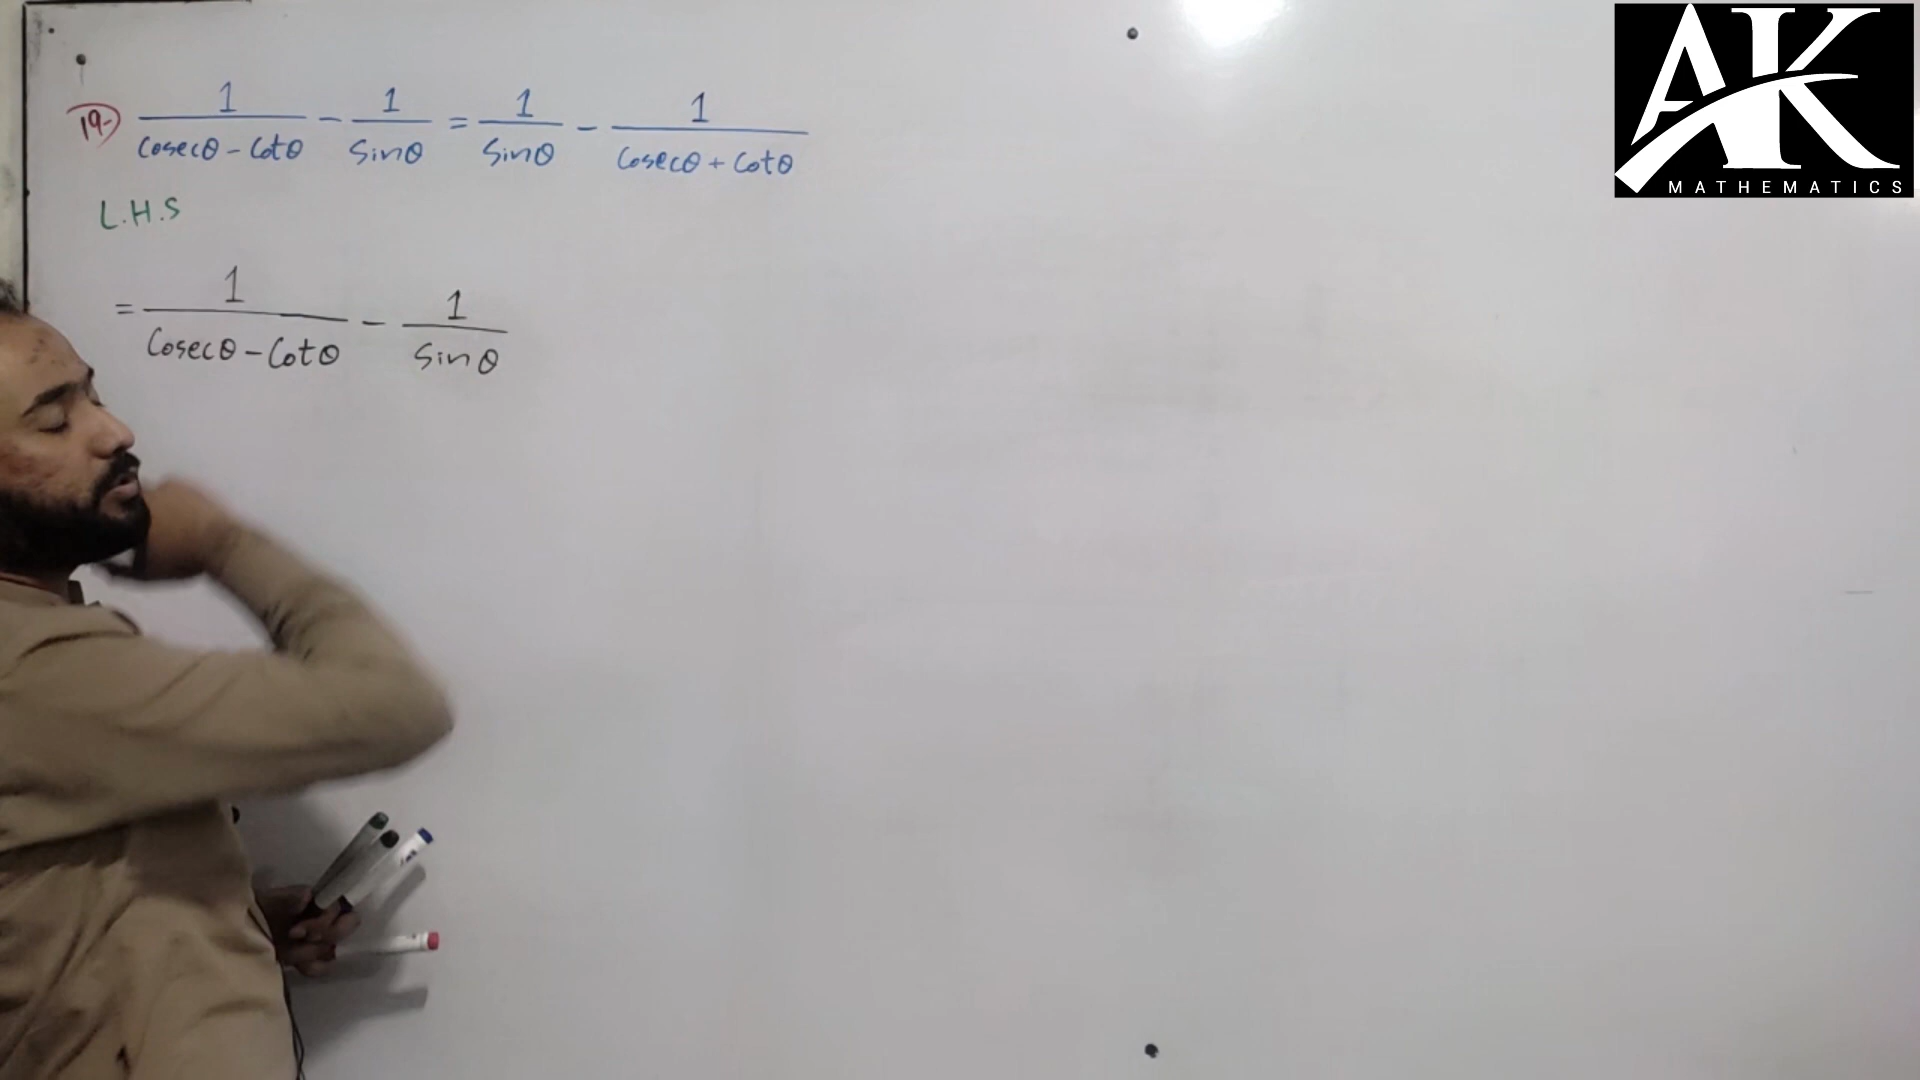 19- 1/(cosecθ - cotθ) - 1/sinθ = 1/sinθ - 1/(cosecθ + cotθ)
L.H.S
= 1/(cosecθ - cotθ) - 1/sinθ
AK
MATHEMATICS